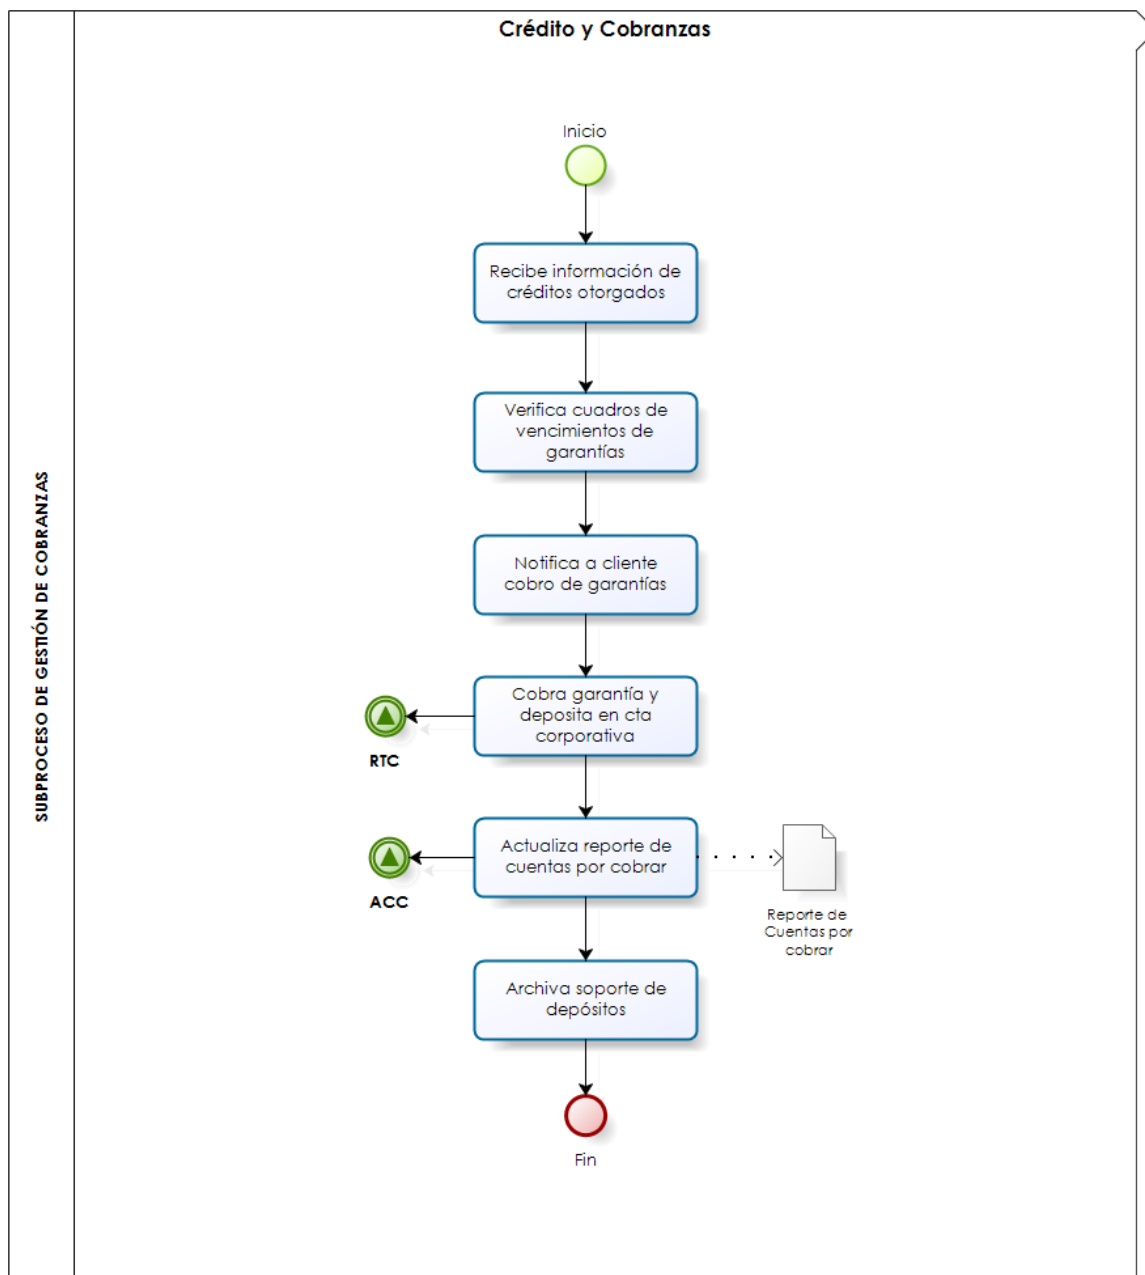 Crédito y Cobranzas
SUBPROCESO DE GESTIÓN DE COBRANZAS
Inicio
Recibe información de
créditos otorgados
Verifica cuadros de
vencimientos de
garantías
Notifica a cliente
cobro de garantías
Cobra garantía y
deposita en cta
corporativa
RTC
Actualiza reporte de
cuentas por cobrar
ACC
Reporte de
Cuentas por
cobrar
Archiva soporte de
depósitos
Fin